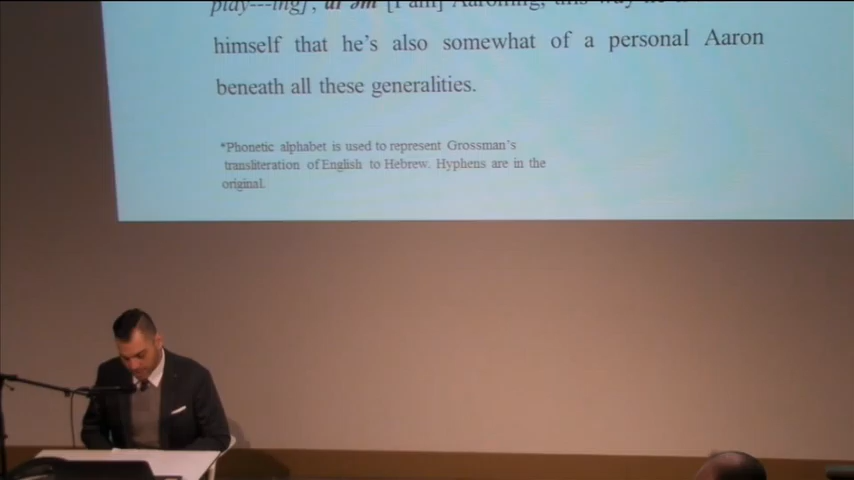 himself that he's also somewhat of a personal Aaron
beneath all these generalities.
*Phonetic alphabet is used to represent Grossman's
transliteration of English to Hebrew. Hyphens are in the
original.